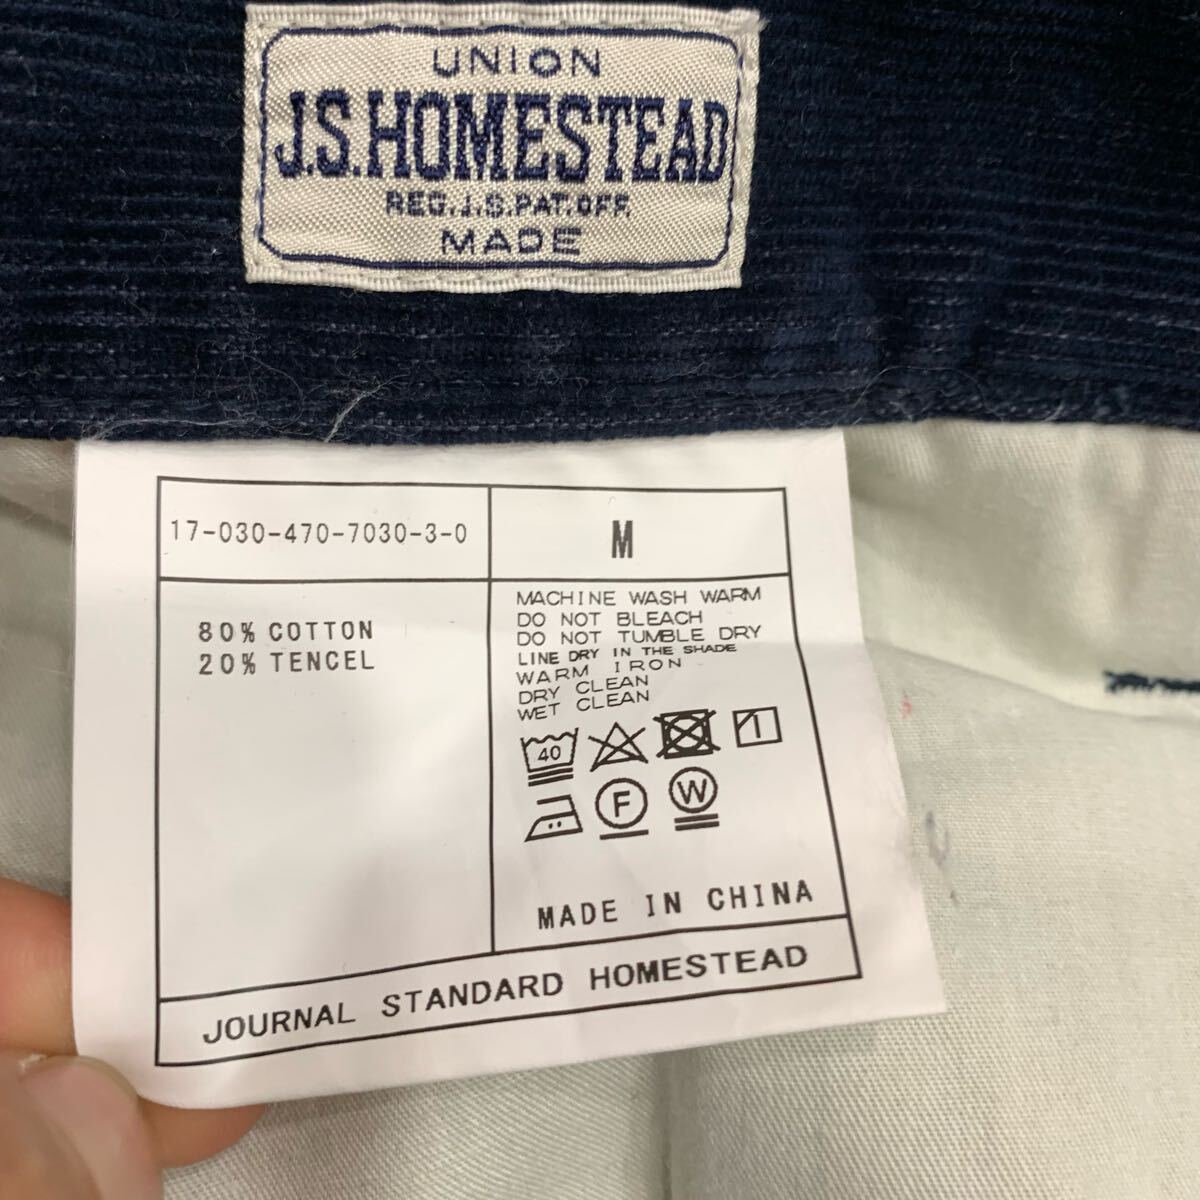 UNION
J.S.HOMESTEAD
REG.J.S.PAT.OFF.
MADE
17-030-470-7030-3-0
M
80% COTTON
20% TENCEL
MACHINE WASH WARM
DO NOT BLEACH
DO NOT TUMBLE DRY
LINE DRY IN THE SHADE
WARM IRON
DRY CLEAN
WET CLEAN
40
F W
MADE IN CHINA
JOURNAL STANDARD HOMESTEAD